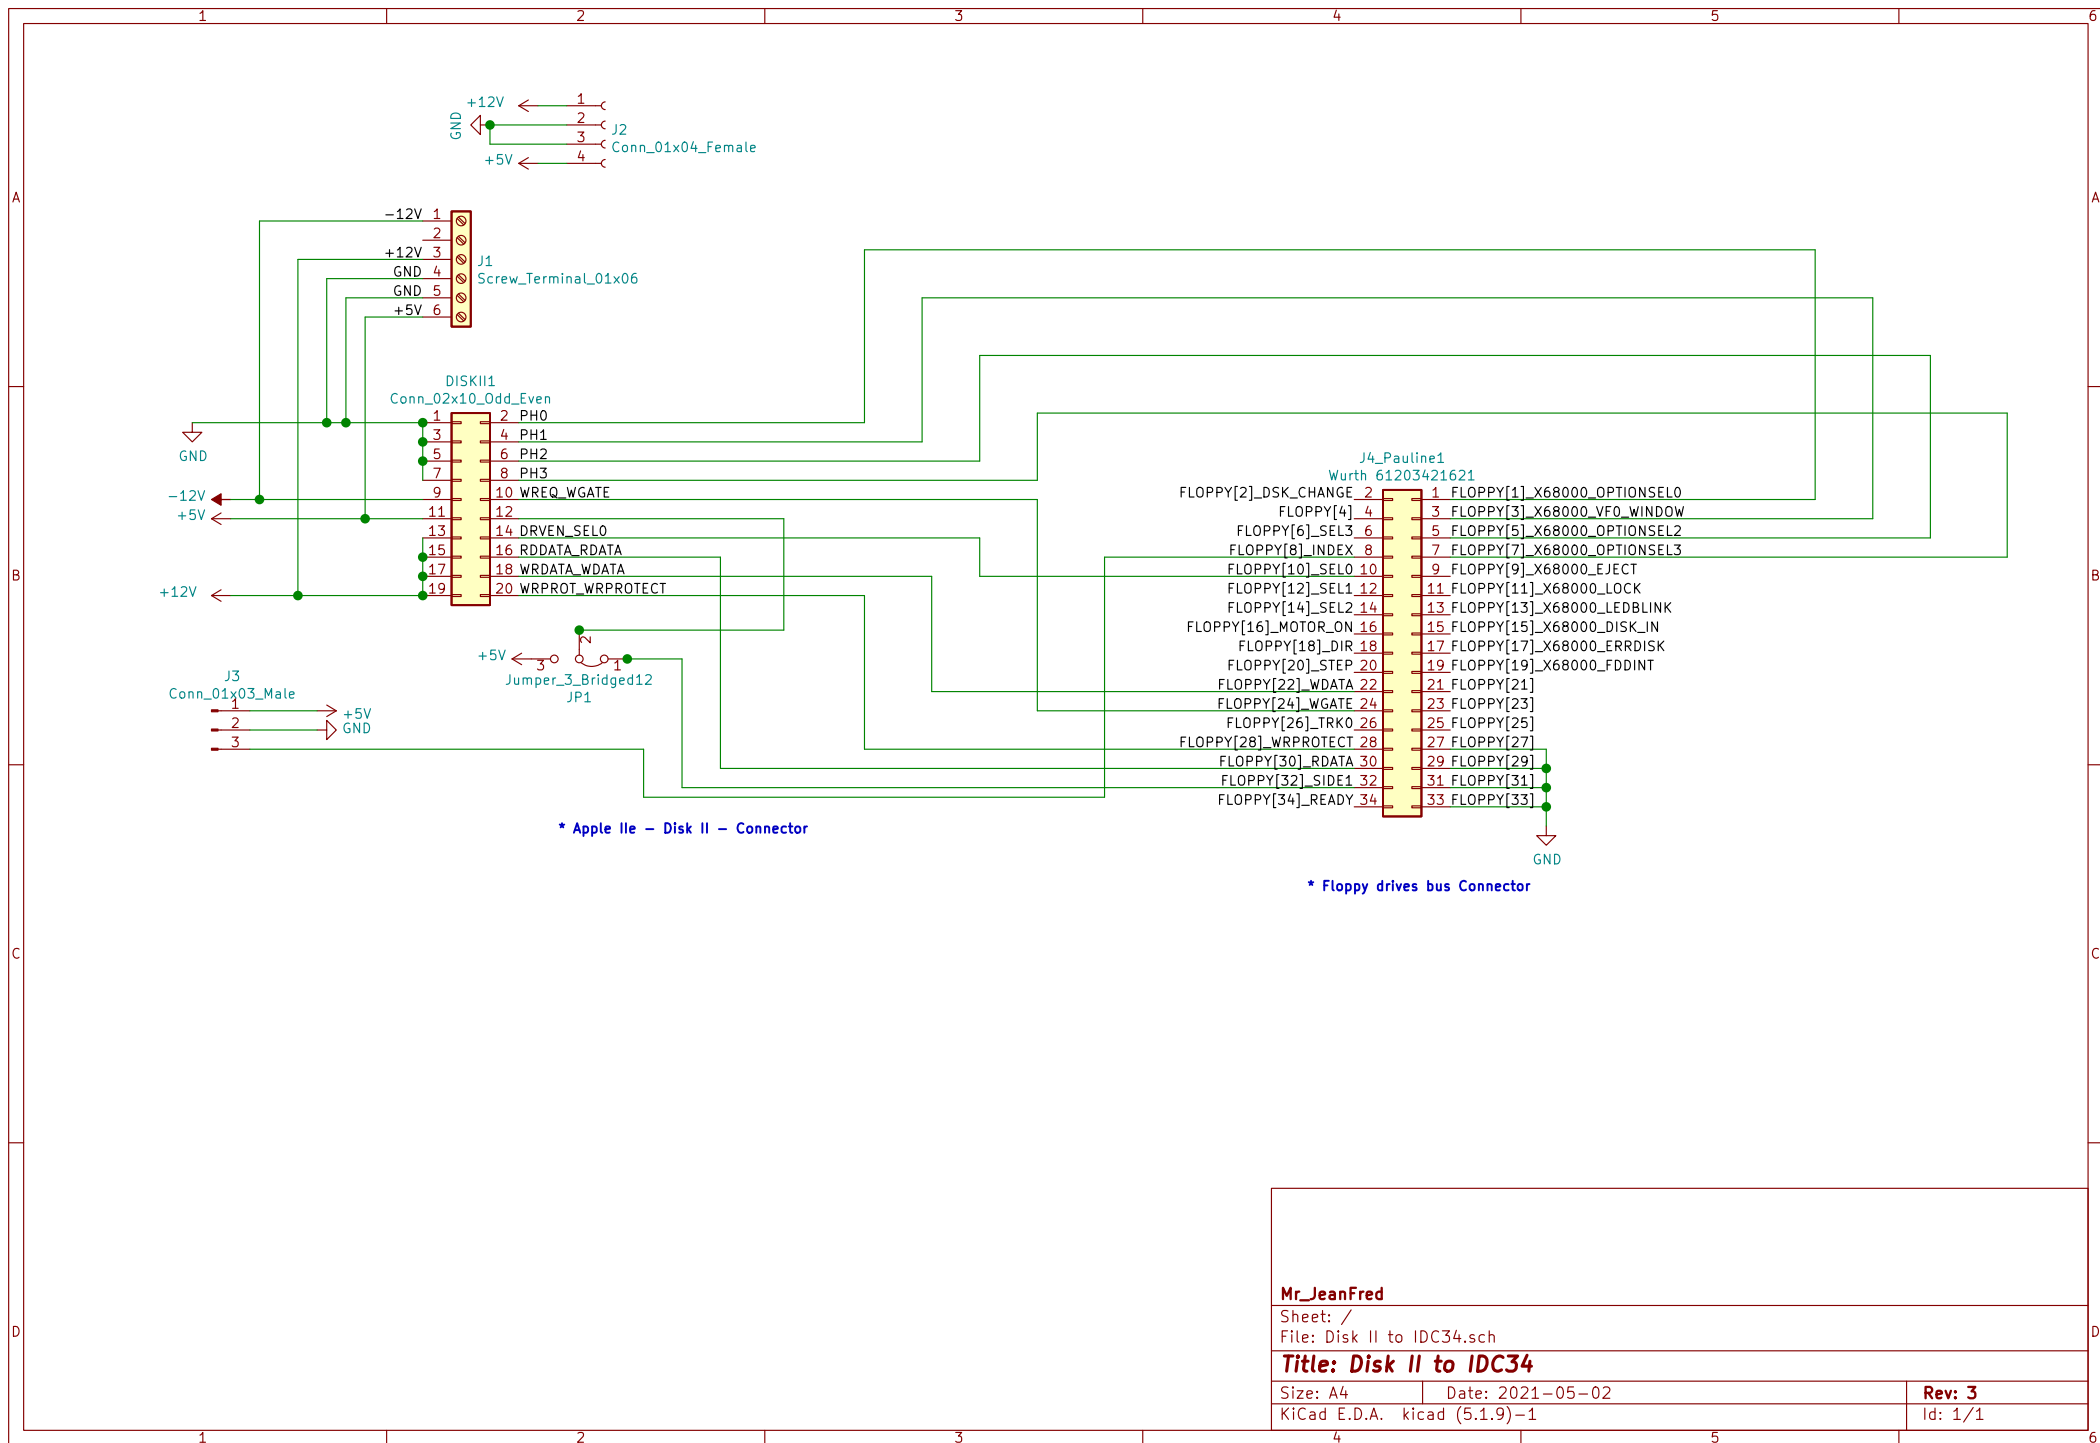 1 2 3 4 5 6
+12V 1
GND 2
J2
3
Conn_01x04_Female
+5V 4
A A
-12V 1
2
+12V 3
J1
GND 4
Screw_Terminal_01x06
GND 5
+5V 6
DISKII1
Conn_02x10_Odd_Even
1 2 PH0
3 4 PH1
5 6 PH2
7 8 PH3
9 10 WREQ_WGATE
11 12
13 14 DRVEN_SEL0
15 16 RDDATA_RDATA
17 18 WRDATA_WDATA
19 20 WRPROT_WRPROTECT
GND
-12V
+5V
+12V
B B
+5V 3 2 1
Jumper_3_Bridged12
JP1
J3
Conn_01x03_Male
1 +5V
2 GND
3
* Apple IIe - Disk II - Connector
J4_Pauline1
Wurth 61203421621
FLOPPY[2]_DSK_CHANGE 2 1 FLOPPY[1]_X68000_OPTIONSEL0
FLOPPY[4] 4 3 FLOPPY[3]_X68000_VF0_WINDOW
FLOPPY[6]_SEL3 6 5 FLOPPY[5]_X68000_OPTIONSEL2
FLOPPY[8]_INDEX 8 7 FLOPPY[7]_X68000_OPTIONSEL3
FLOPPY[10]_SEL0 10 9 FLOPPY[9]_X68000_EJECT
FLOPPY[12]_SEL1 12 11 FLOPPY[11]_X68000_LOCK
FLOPPY[14]_SEL2 14 13 FLOPPY[13]_X68000_LEDBLINK
FLOPPY[16]_MOTOR_ON 16 15 FLOPPY[15]_X68000_DISK_IN
FLOPPY[18]_DIR 18 17 FLOPPY[17]_X68000_ERRDISK
FLOPPY[20]_STEP 20 19 FLOPPY[19]_X68000_FDDINT
FLOPPY[22]_WDATA 22 21 FLOPPY[21]
FLOPPY[24]_WGATE 24 23 FLOPPY[23]
FLOPPY[26]_TRK0 26 25 FLOPPY[25]
FLOPPY[28]_WRPROTECT 28 27 FLOPPY[27]
FLOPPY[30]_RDATA 30 29 FLOPPY[29]
FLOPPY[32]_SIDE1 32 31 FLOPPY[31]
FLOPPY[34]_READY 34 33 FLOPPY[33]
GND
* Floppy drives bus Connector
C C
D D
Mr_JeanFred
Sheet: /
File: Disk II to IDC34.sch
Title: Disk II to IDC34
Size: A4 Date: 2021-05-02 Rev: 3
KiCad E.D.A. kicad (5.1.9)-1 Id: 1/1
1 2 3 4 5 6